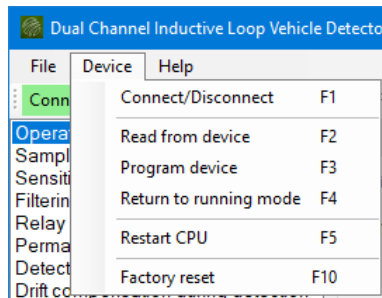 Dual Channel Inductive Loop Vehicle Detecto
File Device Help
Conn
Connect/Disconnect F1
Opera
Read from device F2
Sampl
Sensiti
Program device F3
Filterin
Return to running mode F4
Relay
Restart CPU F5
Perma
Detect
Factory reset F10
Drift compensation during detection